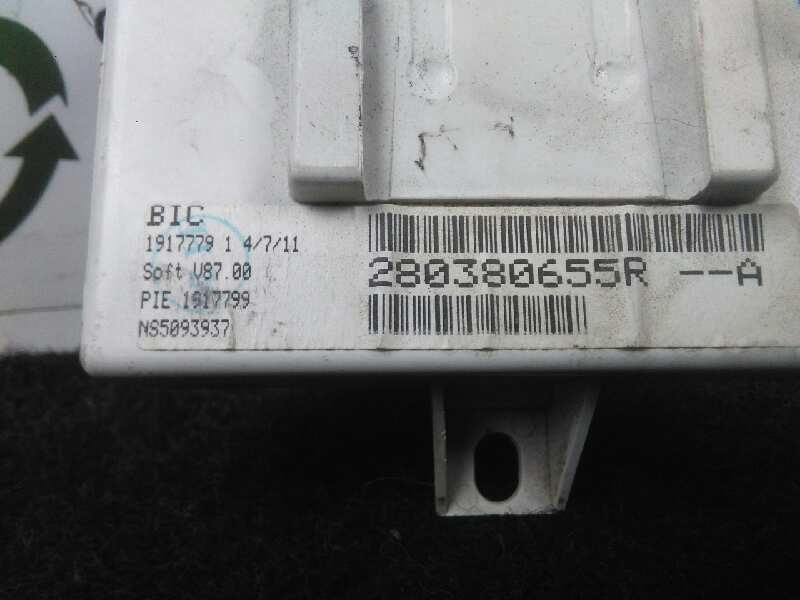 BIC
1917779 1 4/7/11
Soft V87.00
PIE 1917799
NS5093937
280380655R --A